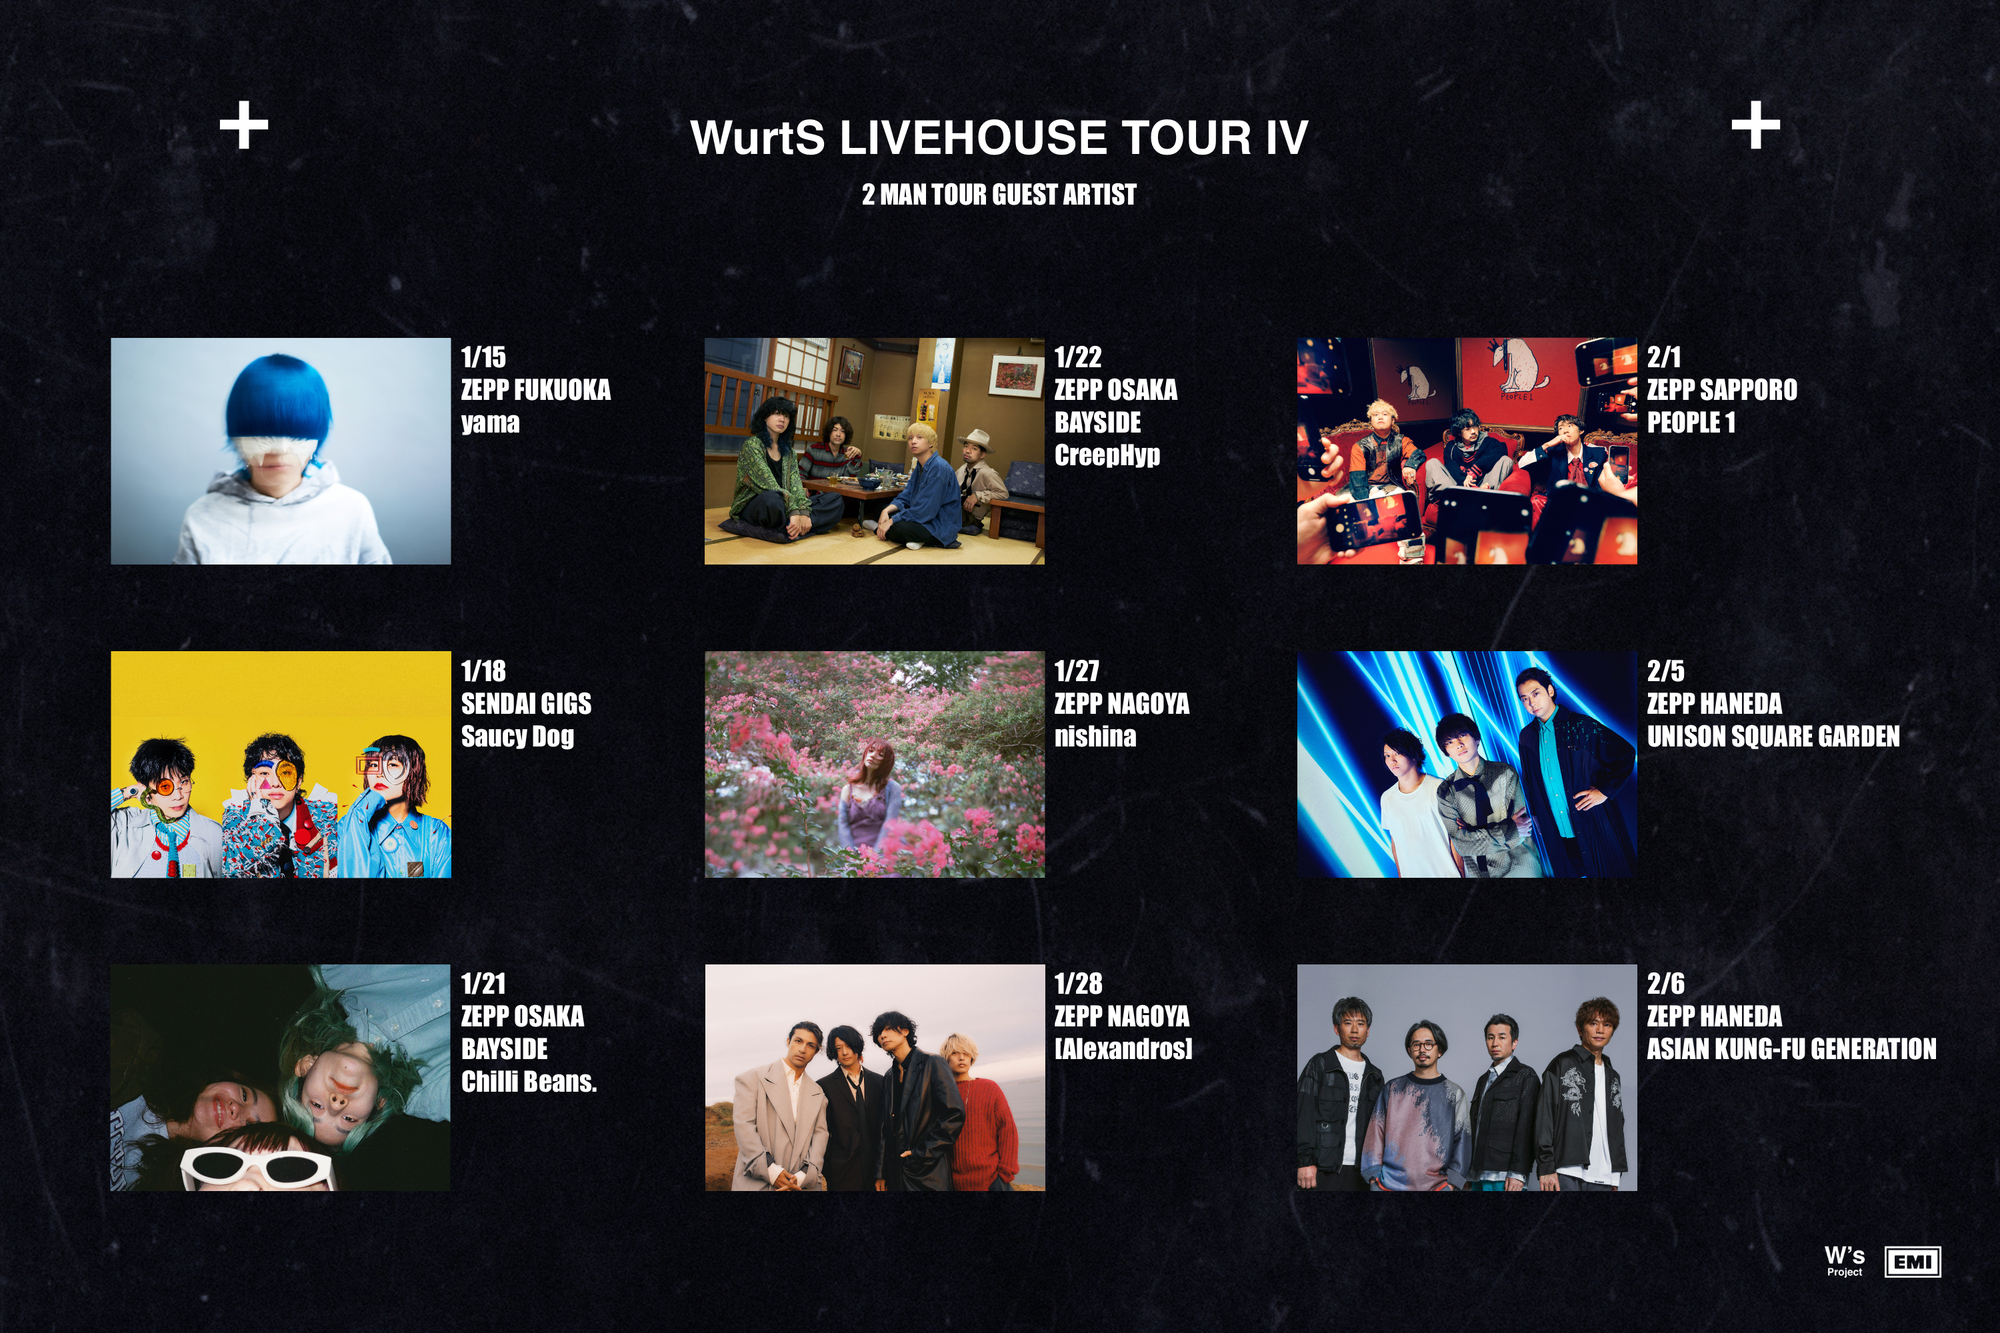 WurtS LIVEHOUSE TOUR IV
2 MAN TOUR GUEST ARTIST
1/15
ZEPP FUKUOKA
yama
1/18
SENDAI GIGS
Saucy Dog
1/21
ZEPP OSAKA
BAYSIDE
Chilli Beans.
1/22
ZEPP OSAKA
BAYSIDE
CreepHyp
1/27
ZEPP NAGOYA
nishina
1/28
ZEPP NAGOYA
[Alexandros]
2/1
ZEPP SAPPORO
PEOPLE 1
PEOPLE 1
2/5
ZEPP HANEDA
UNISON SQUARE GARDEN
2/6
ZEPP HANEDA
ASIAN KUNG-FU GENERATION
W's
Project
EMI